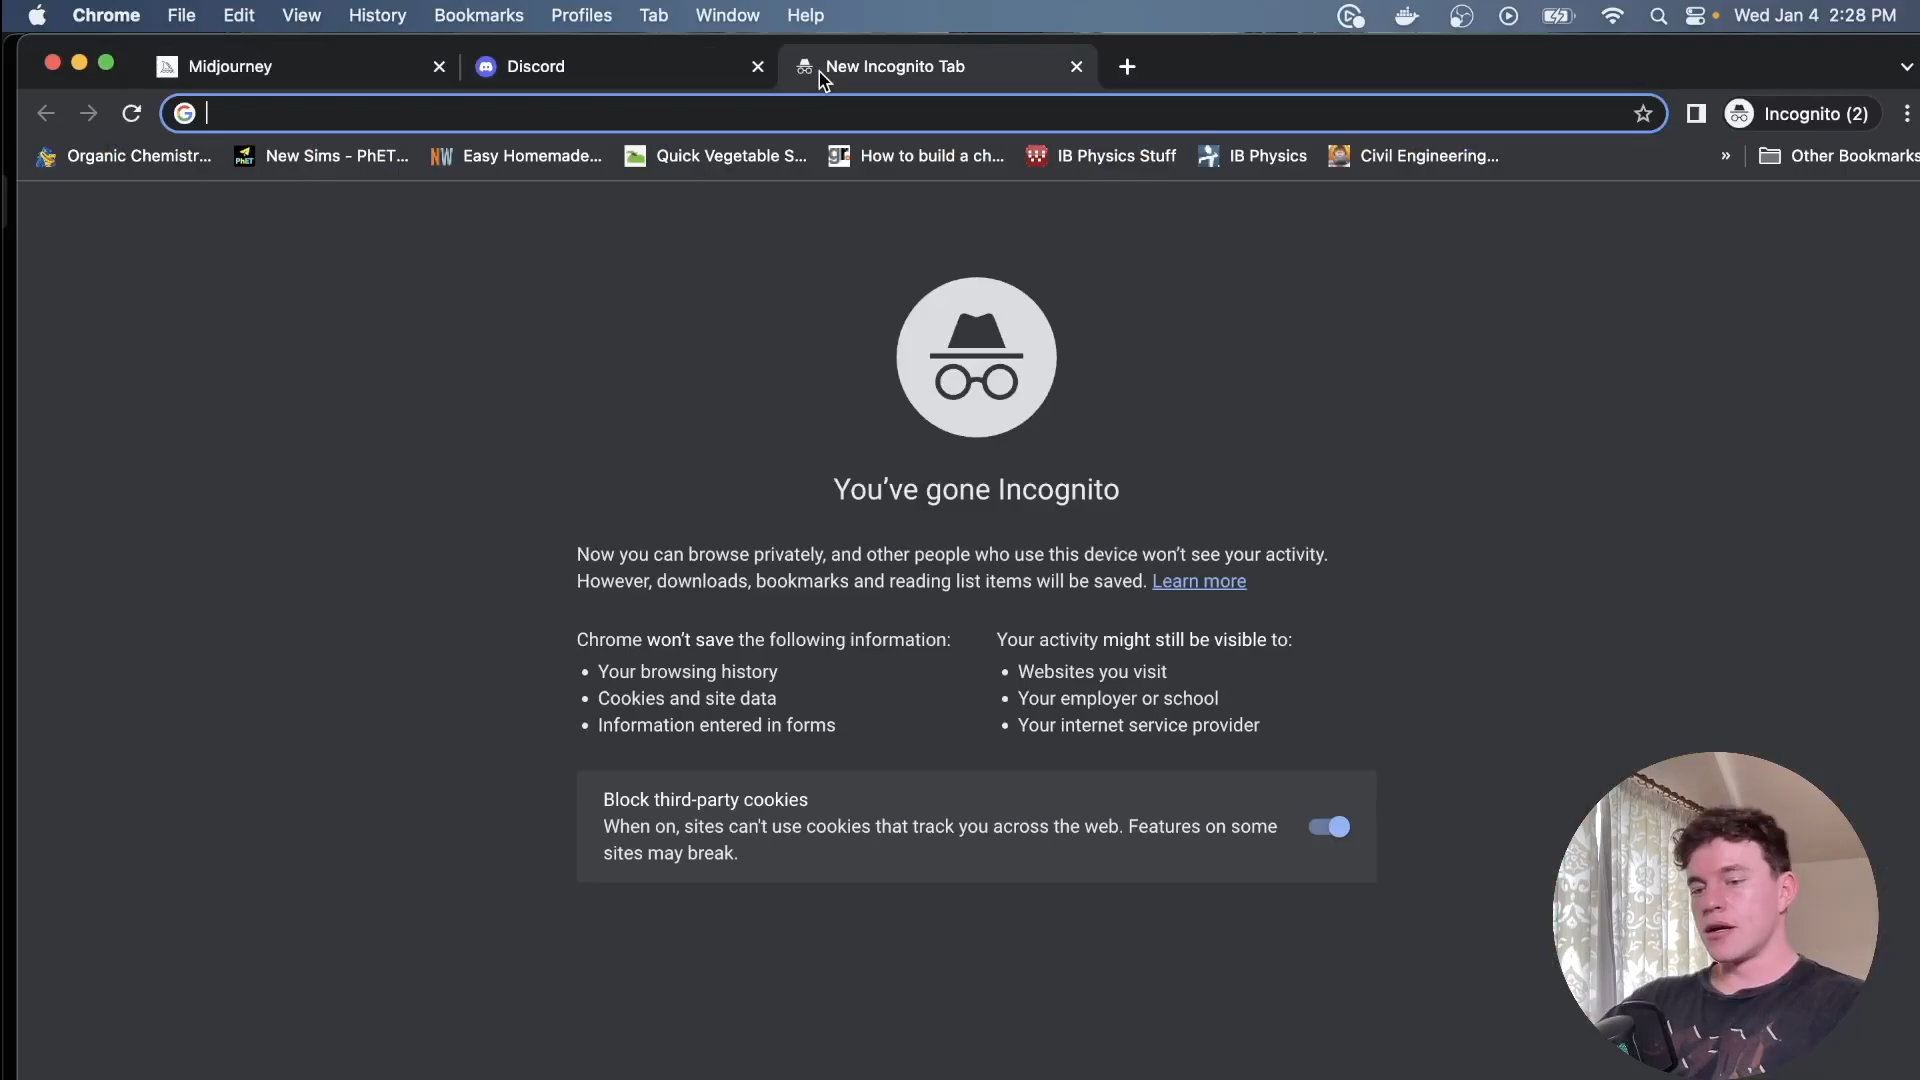 Chrome File Edit View History Bookmarks Profiles Tab Window Help Wed Jan 4 2:28 PM
Midjourney Discord New Incognito Tab
Incognito (2)
Organic Chemistr... PhET New Sims - PhET... NW Easy Homemade... Quick Vegetable S... gr How to build a ch... IB Physics Stuff IB Physics Civil Engineering... » Other Bookmarks
You’ve gone Incognito
Now you can browse privately, and other people who use this device won’t see your activity.
However, downloads, bookmarks and reading list items will be saved. Learn more
Chrome won’t save the following information:
• Your browsing history
• Cookies and site data
• Information entered in forms
Your activity might still be visible to:
• Websites you visit
• Your employer or school
• Your internet service provider
Block third-party cookies
When on, sites can't use cookies that track you across the web. Features on some
sites may break.